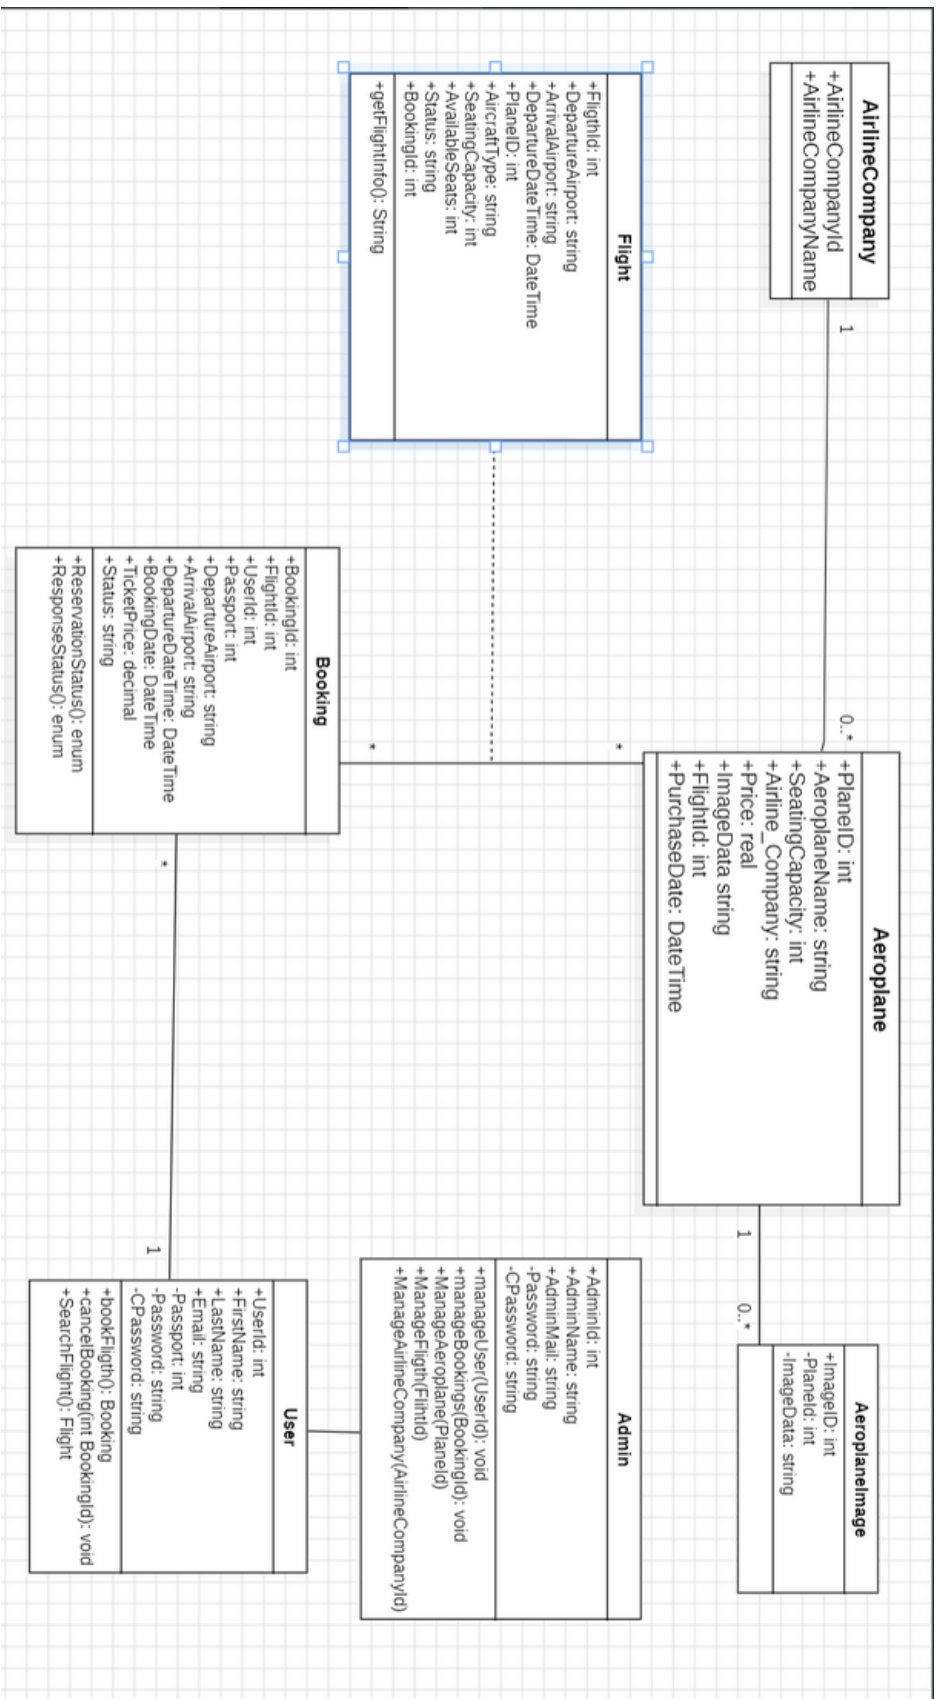 AirlineCompany
+AirlineCompanyId
+AirlineCompanyName
1
0..*
Aeroplane
+PlaneID: int
+AeroplaneName: string
+SeatingCapacity: int
+Airline_Company: string
+Price: real
+ImageData string
+FlightId: int
+PurchaseDate: DateTime
1
0..*
AeroplaneImage
+ImageID: int
-PlaneId: int
-ImageData: string
Flight
+FligthId: int
+DepartureAirport: string
+ArrivalAirport: string
+DepartureDateTime: DateTime
+PlaneID: int
+AircraftType: string
+SeatingCapacity: int
+AvailableSeats: int
+Status: string
+BookingId: int
+getFlightInfo(): String
*
*
Admin
+AdminId: int
+AdminName: string
+AdminMail: string
-Password: string
-CPassword: string
+manageUser(UserId): void
+manageBookings(BookingId): void
+ManageAeroplane(PlaneId)
+ManageFligth(FlihtId)
+ManageAirlineCompany(AirlineCompanyId)
Booking
+BookingId: int
+FlightId: int
+UserId: int
+Passport: int
+DepartureAirport: string
+ArrivalAirport: string
+DepartureDateTime: DateTime
+BookingDate: DateTime
+TicketPrice: decimal
+Status: string
+ReservationStatus(): enum
+ResponseStatus(): enum
*
1
User
+UserId: int
+FirstName: string
+LastName: string
+Email: string
-Passport: int
-Password: string
-CPassword: string
+bookFligth(): Booking
+cancelBooking(int BookingId): void
+SearchFlight(): Flight